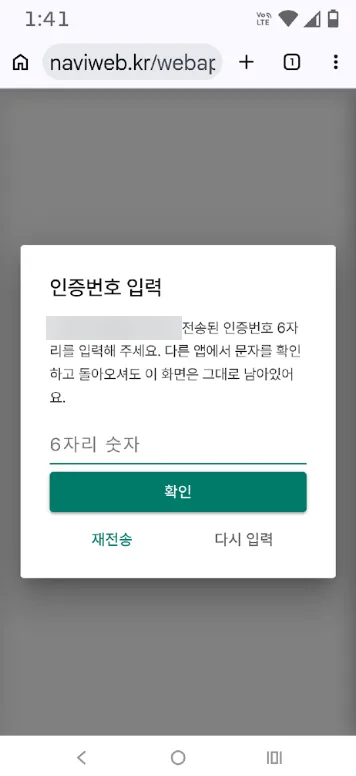 1:41
Vo LTE
naviweb.kr/webap
1
인증번호 입력
전송된 인증번호 6자
리를 입력해 주세요. 다른 앱에서 문자를 확인
하고 돌아오셔도 이 화면은 그대로 남아있어
요.
6자리 숫자
확인
재전송
다시 입력